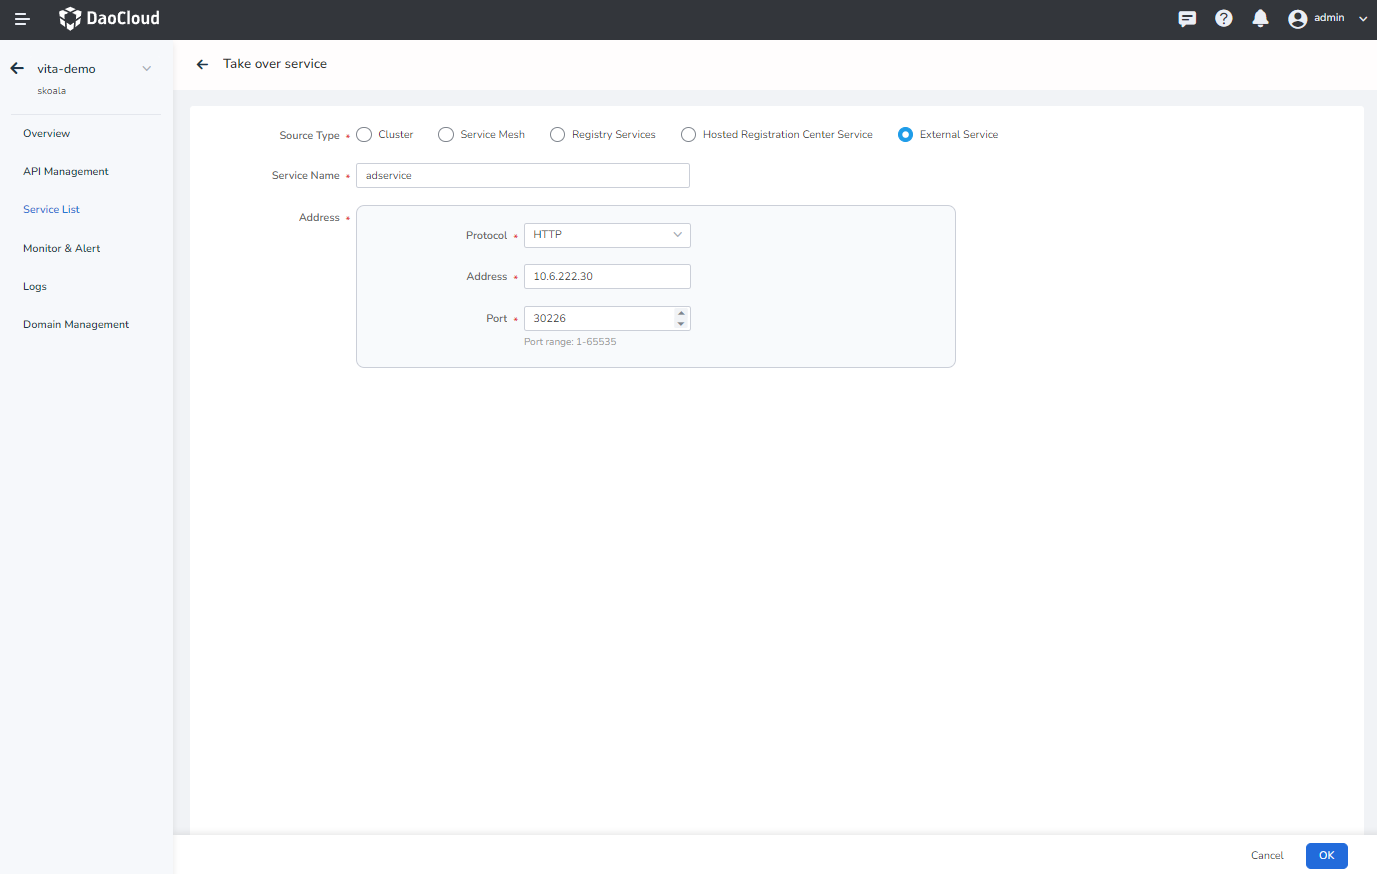 DaoCloud
admin
vita-demo
skoala
Overview
API Management
Service List
Monitor & Alert
Logs
Domain Management
Take over service
Source Type * Cluster Service Mesh Registry Services Hosted Registration Center Service External Service
Service Name * adservice
Address *
Protocol * HTTP
Address * 10.6.222.30
Port * 30226
Port range: 1-65535
Cancel OK